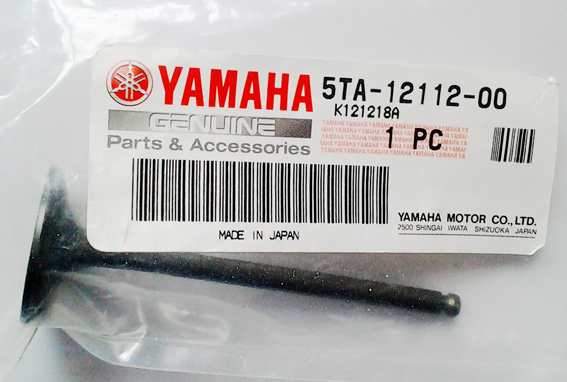 YAMAHA 5TA-12112-00
K121218A
GENUINE
Parts & Accessories
1 PC
MADE IN JAPAN
YAMAHA MOTOR CO., LTD.
2500 SHINGAI IWATA SHIZUOKA JAPAN